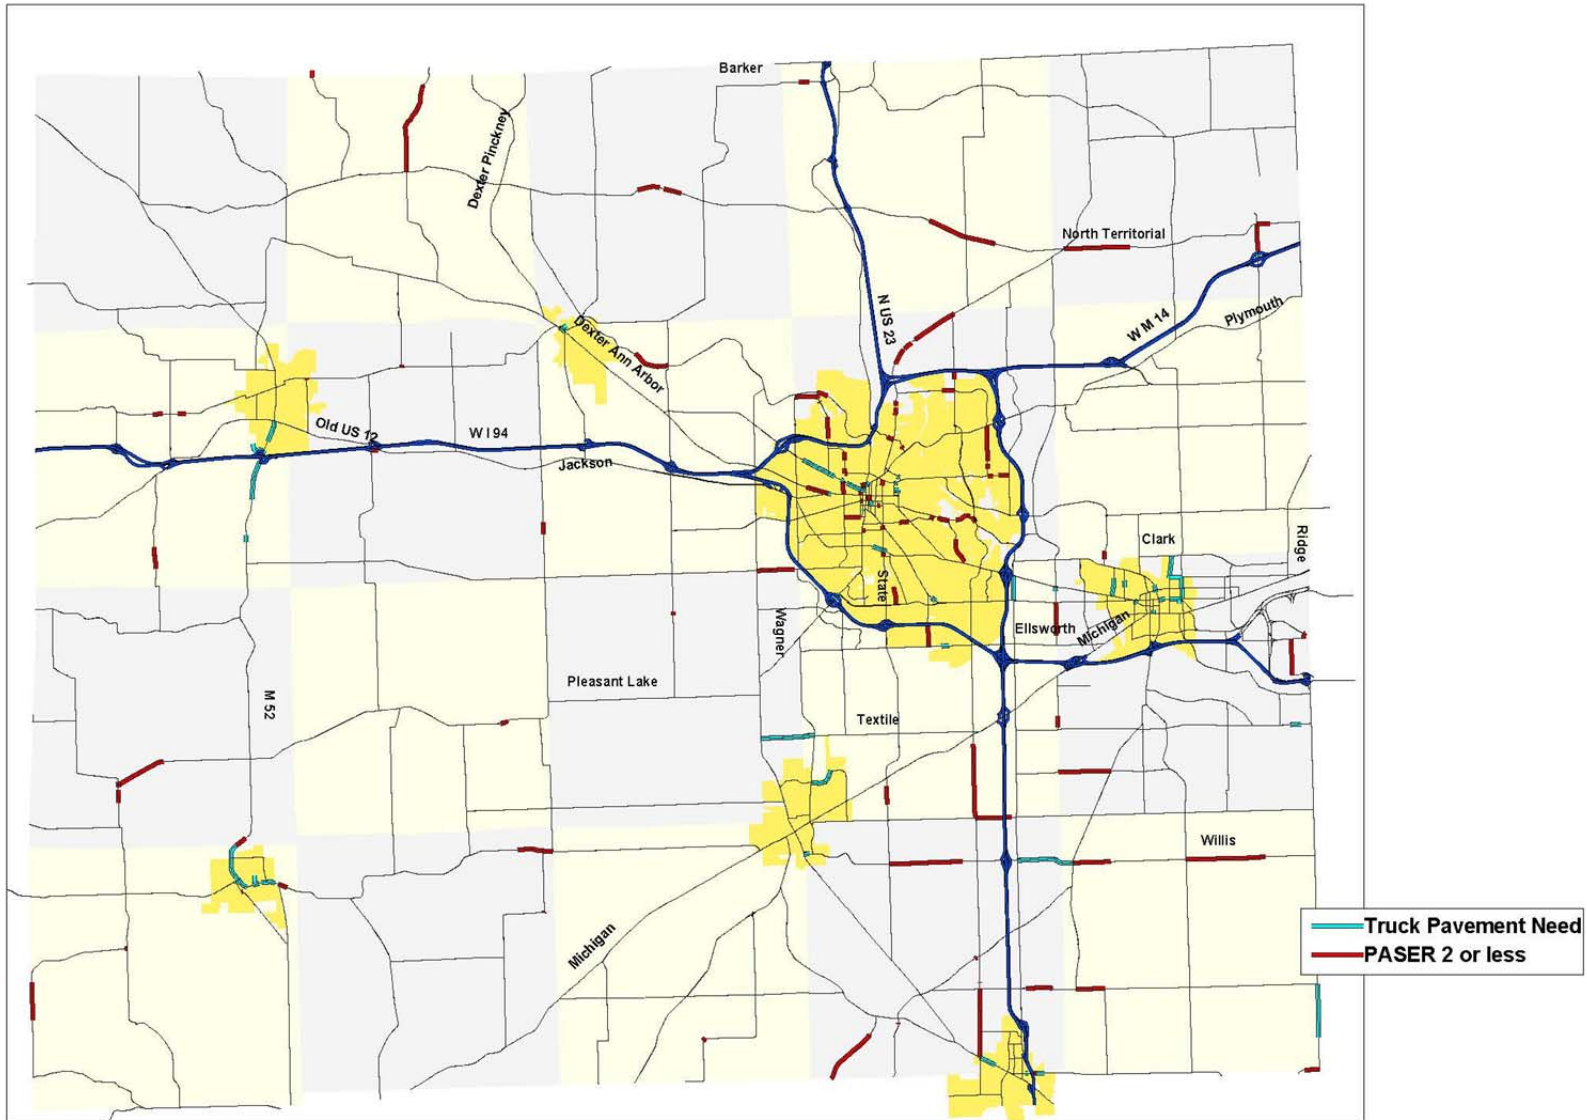 Barker
Dexter Pinckney
North Territorial
N US 23
W M 14
Plymouth
Dexter Ann Arbor
Old US 12
W I 94
Jackson
Clark
Ridge
State
Wagner
Ellsworth
Michigan
M 52
Pleasant Lake
Textile
Willis
Michigan
Truck Pavement Need
PASER 2 or less